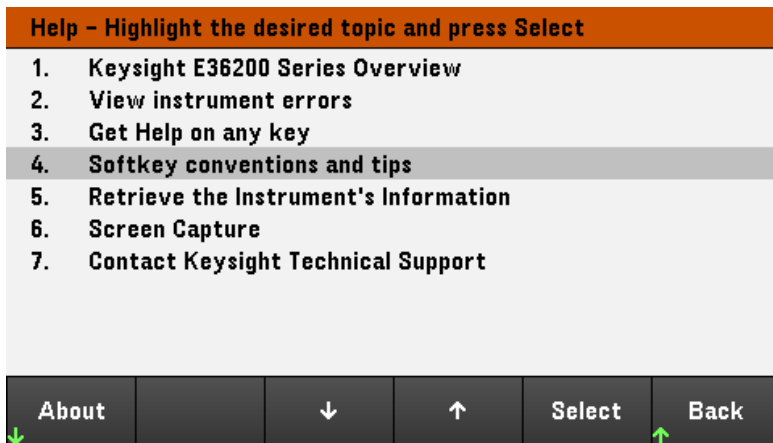 Help – Highlight the desired topic and press Select
1. Keysight E36200 Series Overview
2. View instrument errors
3. Get Help on any key
4. Softkey conventions and tips
5. Retrieve the Instrument's Information
6. Screen Capture
7. Contact Keysight Technical Support
About ↓ ↑ Select Back